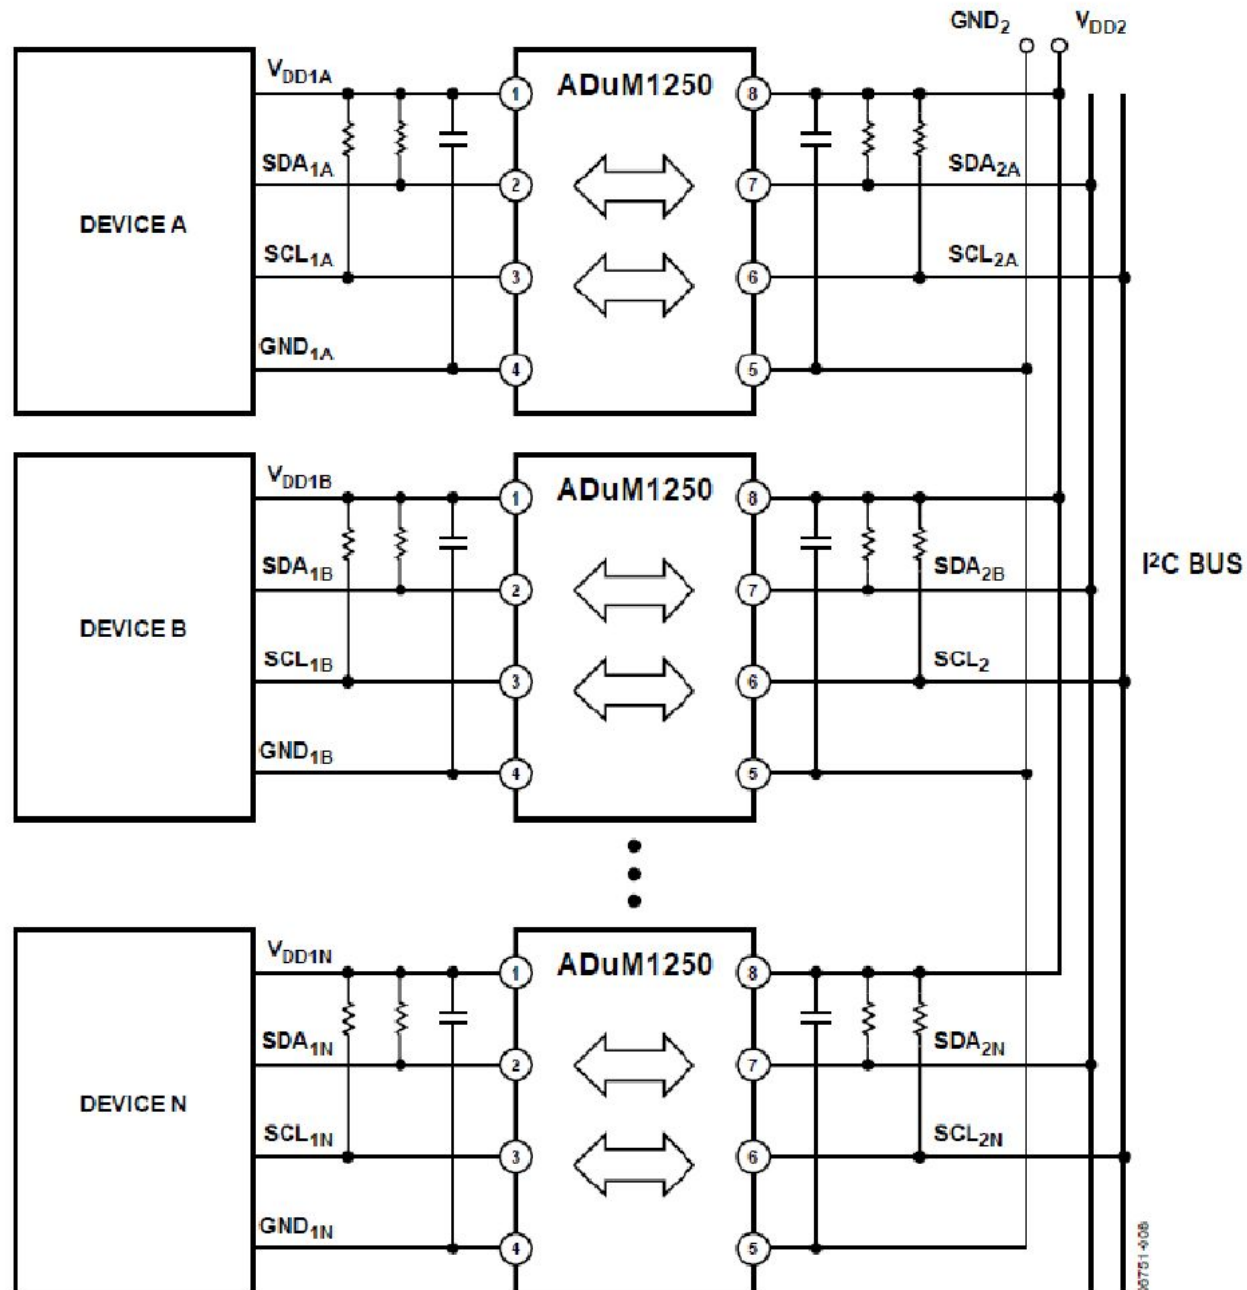 GND2 VDD2
VDD1A
ADuM1250
1
8
SDA1A
SDA2A
2
7
DEVICE A
SCL1A
SCL2A
3
6
GND1A
4
5
VDD1B
ADuM1250
1
8
SDA1B
SDA2B
I2C BUS
2
7
DEVICE B
SCL1B
SCL2
3
6
GND1B
4
5
VDD1N
ADuM1250
1
8
SDA1N
SDA2N
2
7
DEVICE N
SCL1N
SCL2N
3
6
GND1N
4
5